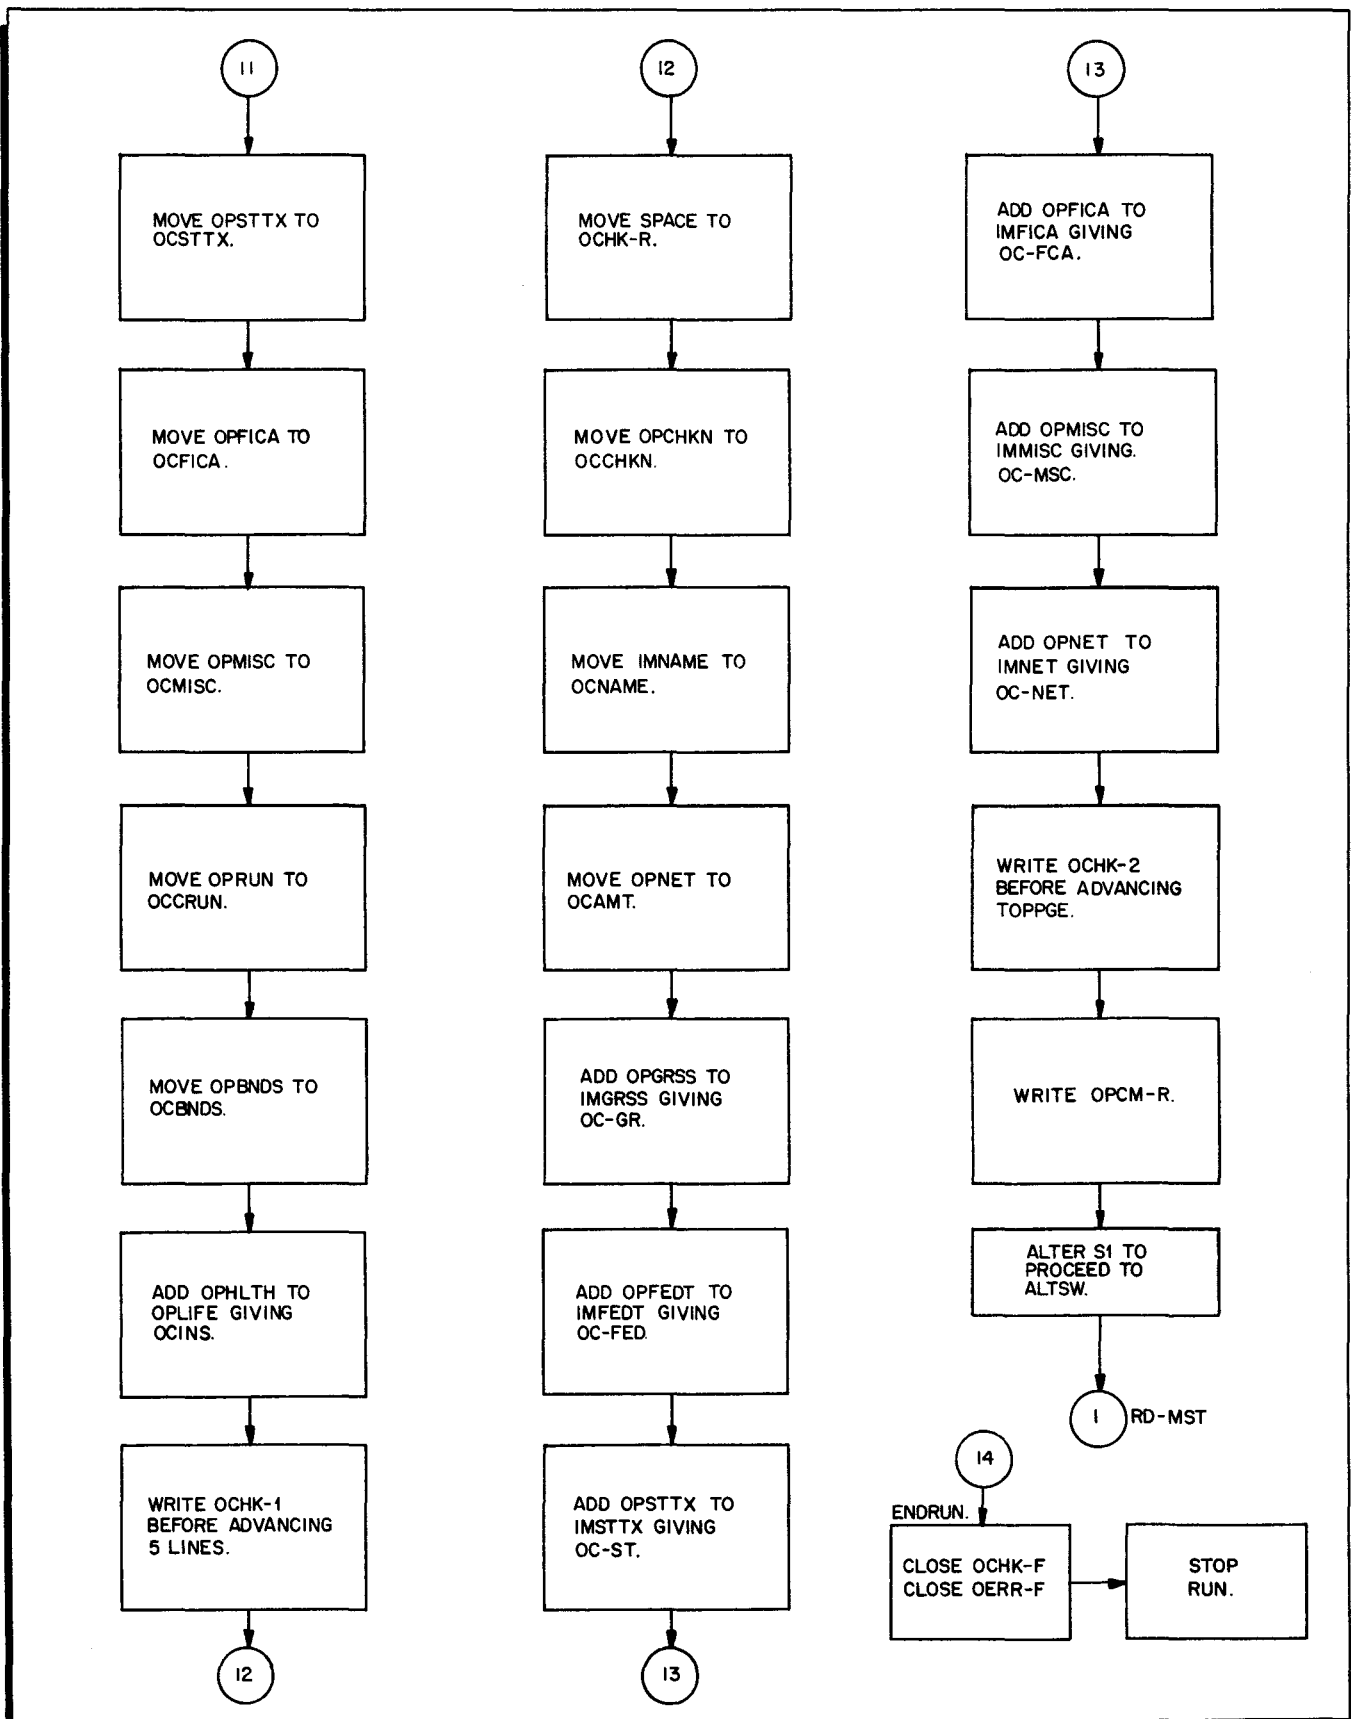 11
MOVE OPSTTX TO
OCSTTX.
MOVE OPFICA TO
OCFICA.
MOVE OPMISC TO
OCMISC.
MOVE OPRUN TO
OCCRUN.
MOVE OPBNDS TO
OCBNDS.
ADD OPHLTH TO
OPLIFE GIVING
OCINS.
WRITE OCHK-1
BEFORE ADVANCING
5 LINES.
12
12
MOVE SPACE TO
OCHK-R.
MOVE OPCHKN TO
OCCHKN.
MOVE IMNAME TO
OCNAME.
MOVE OPNET TO
OCAMT.
ADD OPGRSS TO
IMGRSS GIVING
OC-GR.
ADD OPFEDT TO
IMFEDT GIVING
OC-FED.
ADD OPSTTX TO
IMSTTX GIVING
OC-ST.
13
13
ADD OPFICA TO
IMFICA GIVING
OC-FCA.
ADD OPMISC TO
IMMISC GIVING.
OC-MSC.
ADD OPNET TO
IMNET GIVING
OC-NET.
WRITE OCHK-2
BEFORE ADVANCING
TOPPGE.
WRITE OPCM-R.
ALTER S1 TO
PROCEED TO
ALTSW.
1 RD-MST
14
ENDRUN.
CLOSE OCHK-F
CLOSE OERR-F
STOP
RUN.